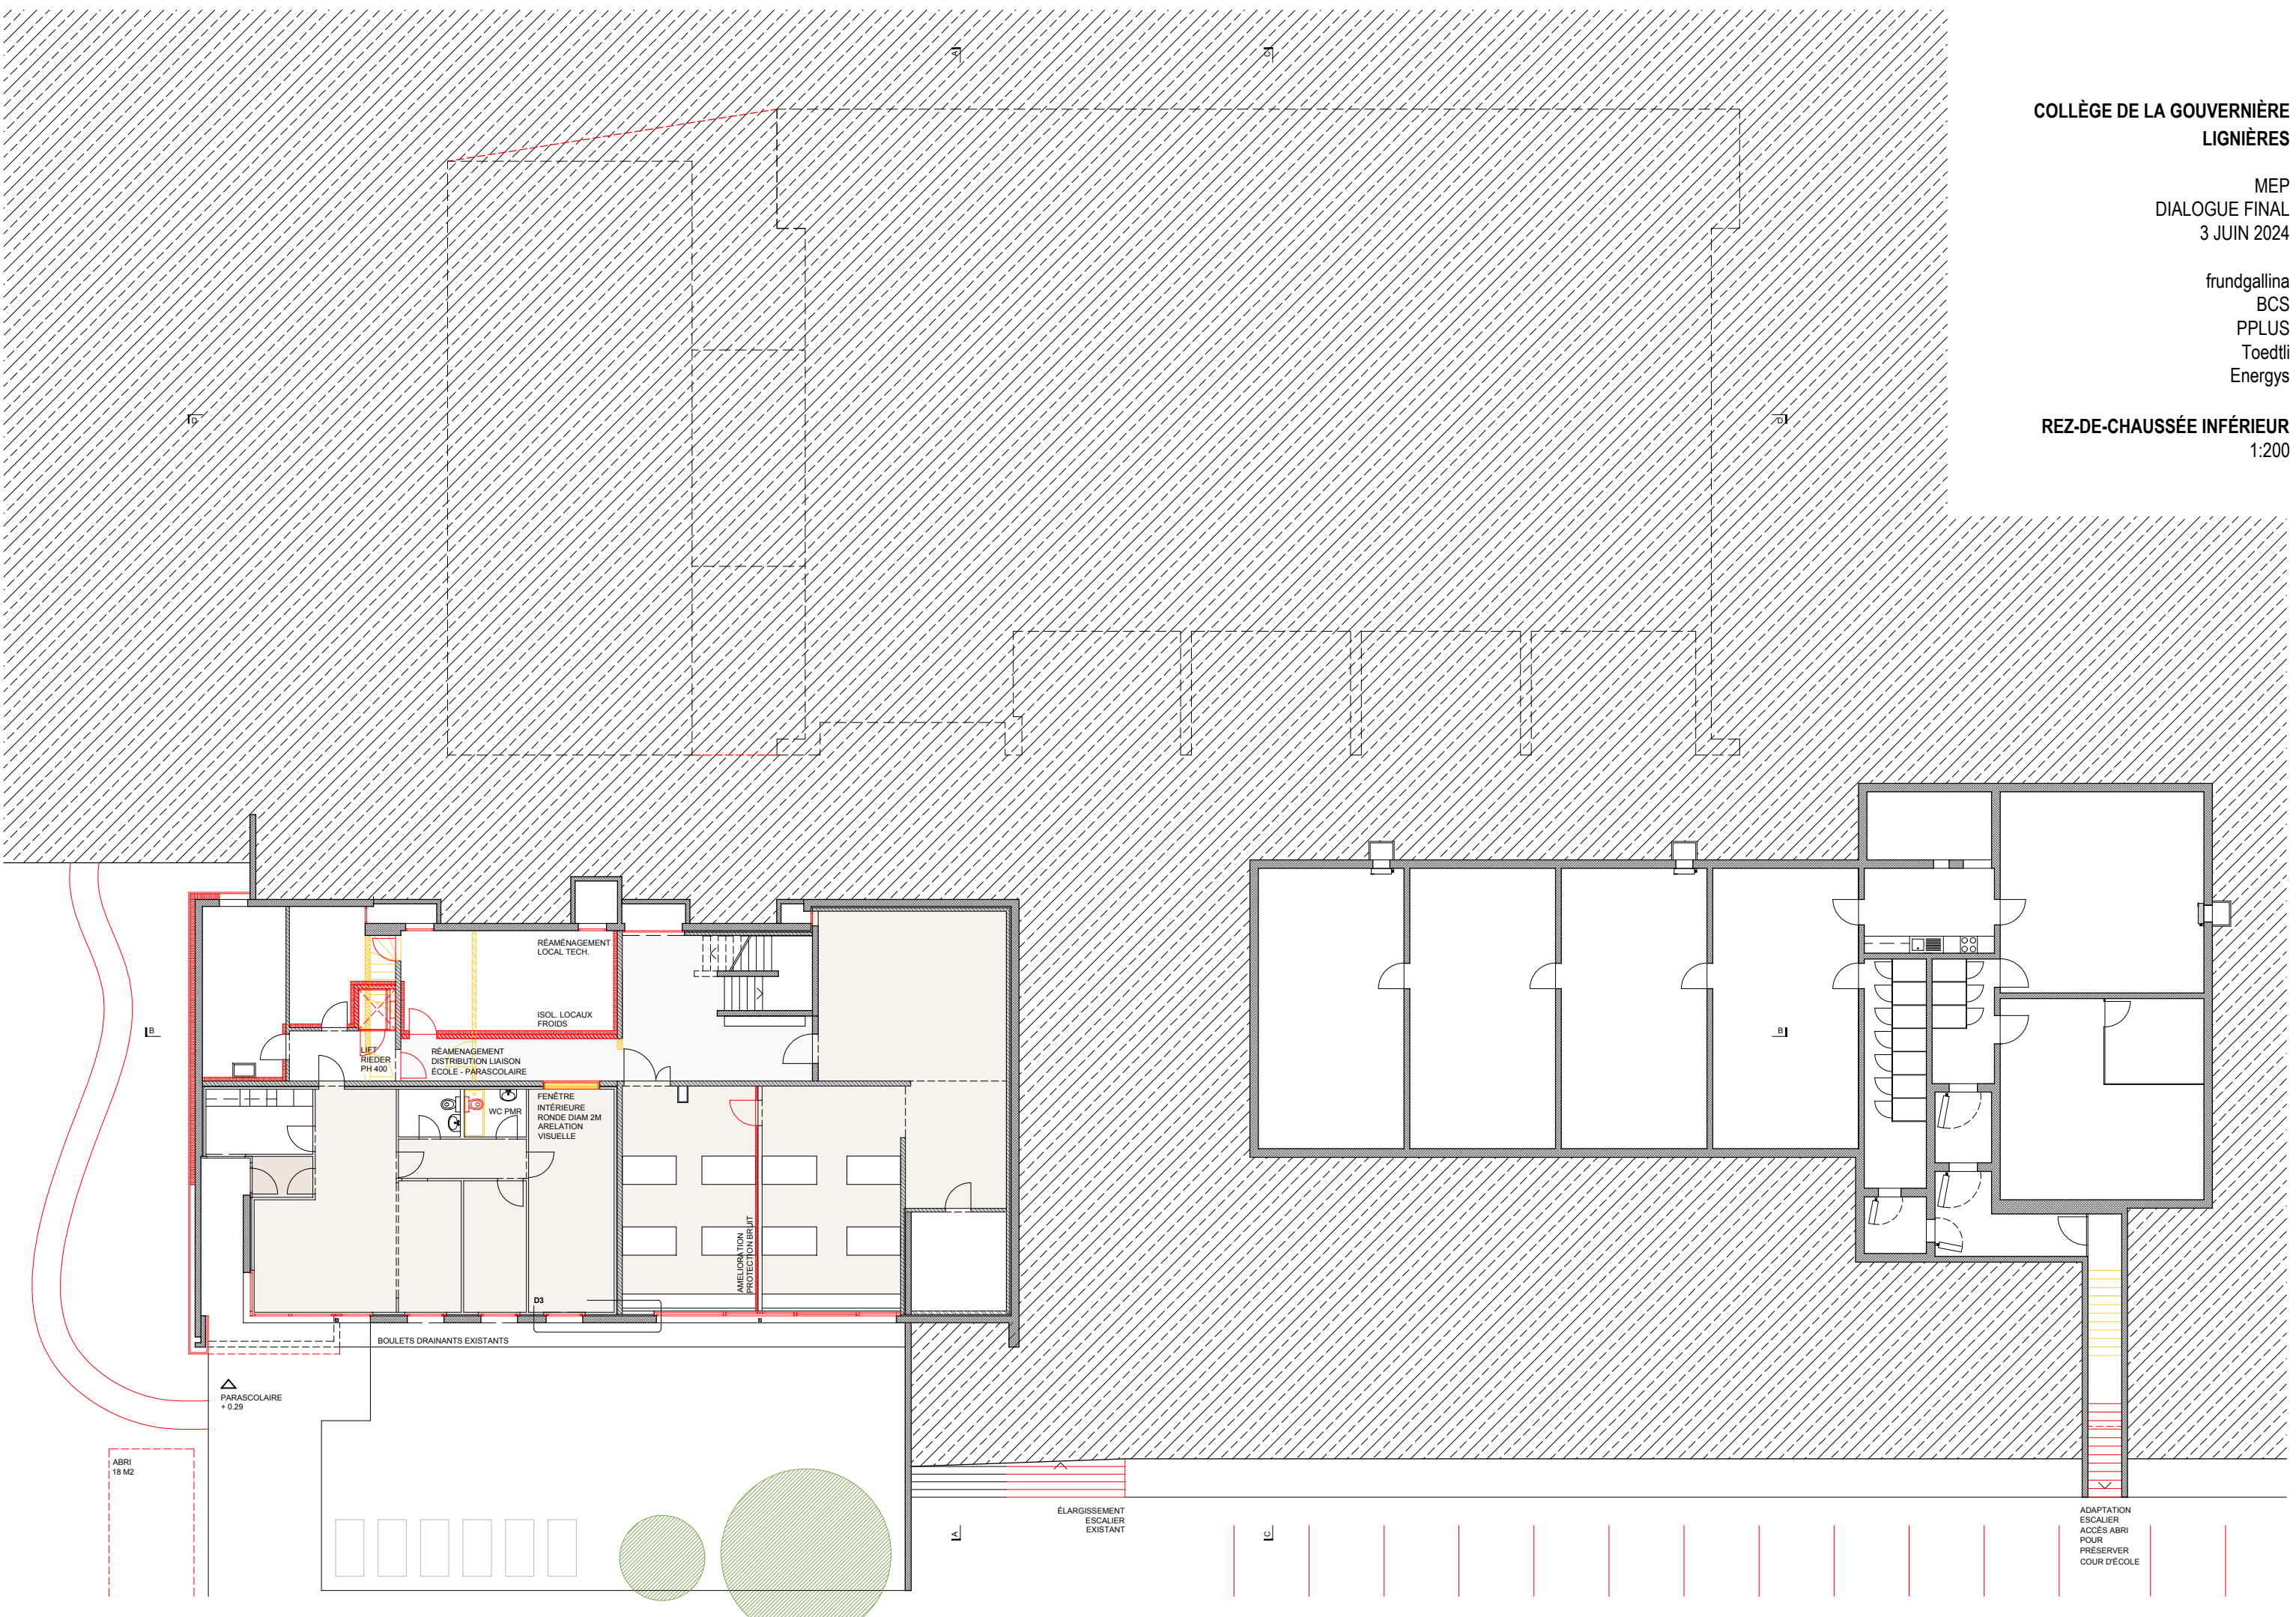 COLLÈGE DE LA GOUVERNIÈRE
LIGNIÈRES
MEP
DIALOGUE FINAL
3 JUIN 2024
frundgallina
BCS
PPLUS
Toedtli
Energys
REZ-DE-CHAUSSÉE INFÉRIEUR
1:200
A
C
D
D
RÉAMÉNAGEMENT
LOCAL TECH.
ISOL. LOCAUX
FROIDS
B
B
LIFT
RIEDER
PH 400
RÉAMENAGEMENT
DISTRIBUTION LIAISON
ÉCOLE - PARASCOLAIRE
WC PMR
FENÊTRE
INTÉRIEURE
RONDE DIAM 2M
ARELATION
VISUELLE
AMELIORATION
PROTECTION BRUIT
D3
BOULETS DRAINANTS EXISTANTS
PARASCOLAIRE
+ 0.29
ABRI
18 M2
ÉLARGISSEMENT
ESCALIER
EXISTANT
A
C
ADAPTATION
ESCALIER
ACCÈS ABRI
POUR
PRÉSERVER
COUR D'ÉCOLE